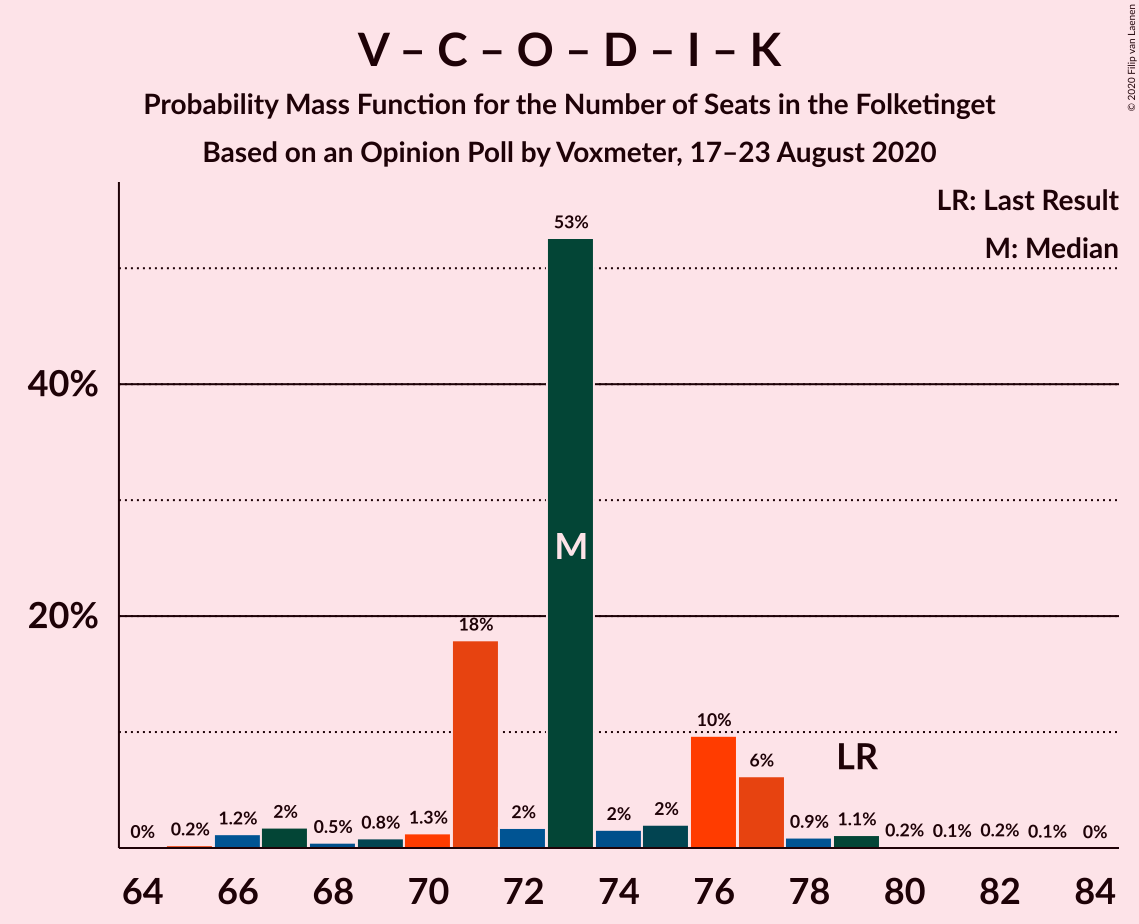 V – C – O – D – I – K
Probability Mass Function for the Number of Seats in the Folketinget
Based on an Opinion Poll by Voxmeter, 17–23 August 2020
© 2020 Filip van Laenen
LR: Last Result
M: Median
40%
20%
0%
0.2%
1.2%
2%
0.5%
0.8%
1.3%
18%
2%
53%
M
2%
2%
10%
6%
0.9%
LR
1.1%
0.2%
0.1%
0.2%
0.1%
0%
64 66 68 70 72 74 76 78 80 82 84